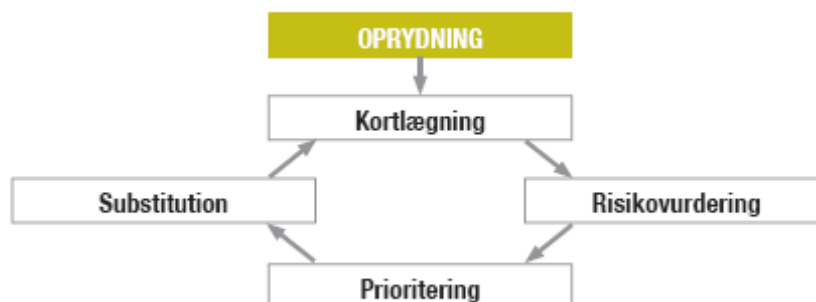 OPRYDNING
Kortlægning
Substitution
Risikovurdering
Prioritering